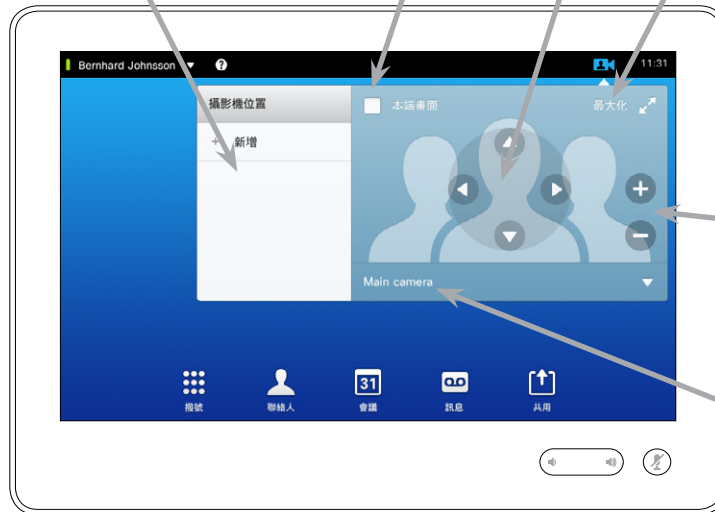 Bernhard Johnsson
?
11:31
攝影機位置
本端畫面
最大化
+ 新增
Main camera
31
撥號
聯絡人
會議
訊息
共用